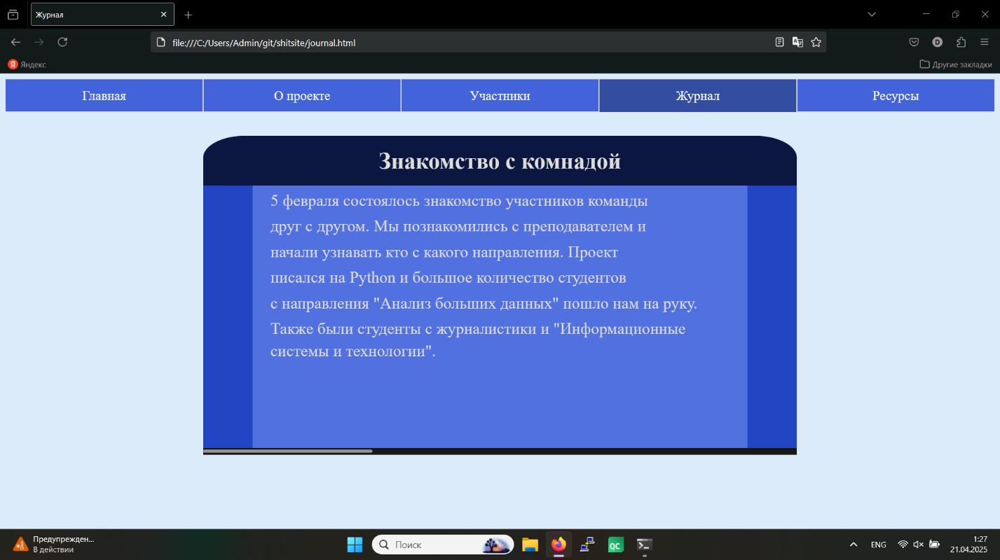 Журнал
file:///C:/Users/Admin/git/shitsite/journal.html
D
Я Яндекс
Другие закладки
Главная
О проекте
Участники
Журнал
Ресурсы
Знакомство с комнадой
5 февраля состоялось знакомство участников команды
друг с другом. Мы познакомились с преподавателем и
начали узнавать кто с какого направления. Проект
писался на Python и большое количество студентов
с направления "Анализ больших данных" пошло нам на руку.
Также были студенты с журналистики и "Информационные
системы и технологии".
Предупрежден...
В действии
Поиск
QC
ENG
1:27
21.04.2025